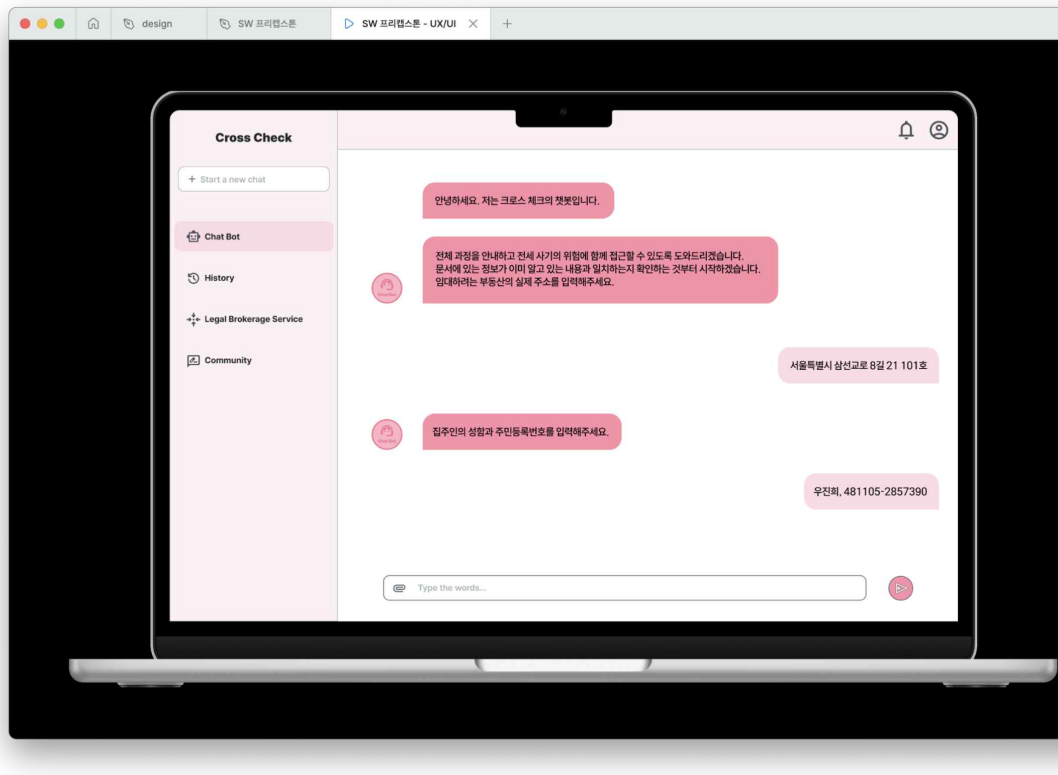 design
SW 프리캡스톤
SW 프리캡스톤 - UX/UI
Cross Check
+ Start a new chat
Chat Bot
History
Legal Brokerage Service
Community
안녕하세요. 저는 크로스 체크의 챗봇입니다.
전체 과정을 안내하고 전세 사기의 위험에 함께 접근할 수 있도록 도와드리겠습니다.
문서에 있는 정보가 이미 알고 있는 내용과 일치하는지 확인하는 것부터 시작하겠습니다.
임대하려는 부동산의 실제 주소를 입력해주세요.
서울특별시 삼선교로 8길 21 101호
집주인의 성함과 주민등록번호를 입력해주세요.
Chat Bot
우진희, 481105-2857390
Type the words...